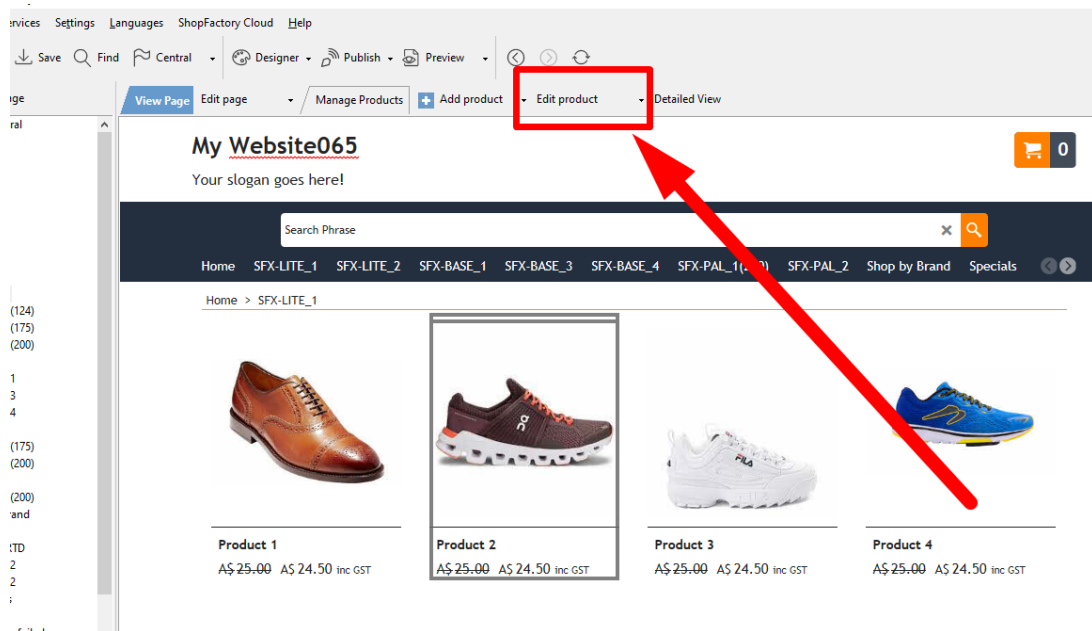 Settings Languages ShopFactory Cloud Help
Save Find Central Designer Publish Preview
View Page Edit page Manage Products Add product Edit product Detailed View
My Website065
0
Your slogan goes here!
Search Phrase
Home SFX-LITE_1 SFX-LITE_2 SFX-BASE_1 SFX-BASE_3 SFX-BASE_4 SFX-PAL_1 SFX-PAL_2 Shop by Brand Specials
Home > SFX-LITE_1
(124)
(175)
(200)
1
3
4
(175)
(200)
(200)
FILA
Product 1 Product 2 Product 3 Product 4
A$ 25.00 A$ 24.50 inc GST A$ 25.00 A$ 24.50 inc GST A$ 25.00 A$ 24.50 inc GST A$ 25.00 A$ 24.50 inc GST
2
2